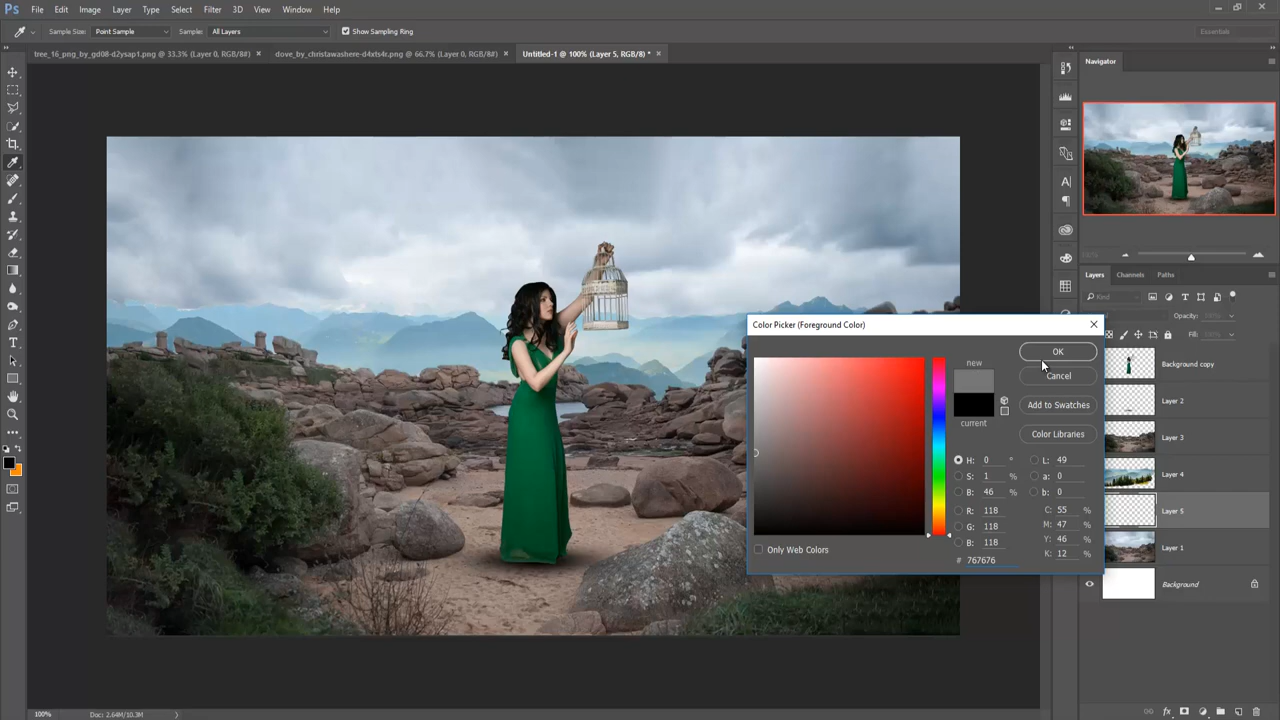 Ps File Edit Image Layer Type Select Filter 3D View Window Help
Sample Size: Point Sample Sample: All Layers Show Sampling Ring
Essentials
tree_16_png_by_gd08-d2ysap1.png @ 33.3% (Layer 0, RGB/8#) × dove_by_christawashere-d4xts4r.png @ 66.7% (Layer 0, RGB/8#) × Untitled-1 @ 100% (Layer 5, RGB/8) * ×
Navigator
Layers Channels Paths
Kind
Opacity:
Fill:
Background copy
Layer 2
Layer 3
Layer 4
Layer 5
Layer 1
Background
Color Picker (Foreground Color)
new
current
OK
Cancel
Add to Swatches
Color Libraries
H: 0 °
S: 1 %
B: 46 %
R: 118
G: 118
B: 118
# 767676
L: 49
a: 0
b: 0
C: 55 %
M: 47 %
Y: 46 %
K: 12 %
Only Web Colors
100% Doc: 2.64M/10.3M